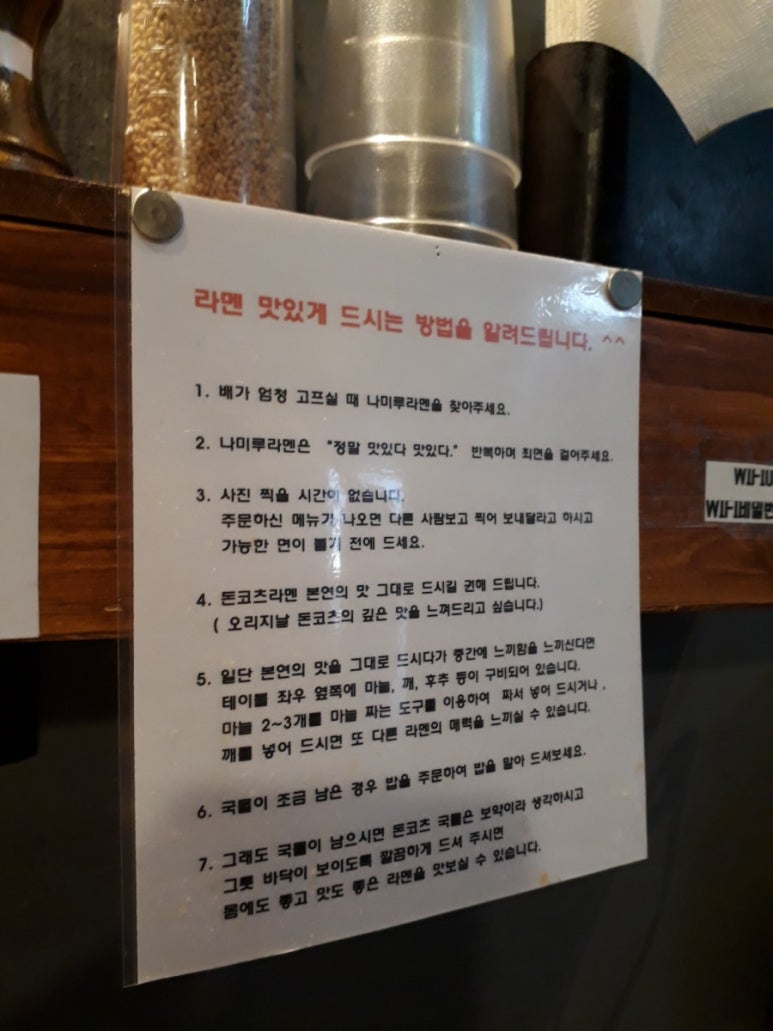 라멘 맛있게 드시는 방법을 알려드립니다. ^^
1. 배가 엄청 고프실 때 나미루라멘을 찾아주세요.
2. 나미루라멘은 "정말 맛있다 맛있다." 반복하며 최면을 걸어주세요.
3. 사진 찍을 시간이 없습니다.
주문하신 메뉴가 나오면 다른 사람보고 찍어 보내달라고 하시고
가능한 면이 불기 전에 드세요.
4. 돈코츠라멘 본연의 맛 그대로 드시길 권해 드립니다.
( 오리지날 돈코츠의 깊은 맛을 느껴드리고 싶습니다.)
5. 일단 본연의 맛을 그대로 드시다가 중간에 느끼함을 느끼신다면
테이블 좌우 옆쪽에 마늘, 깨, 후추 등이 구비되어 있습니다.
마늘 2~3개를 마늘 짜는 도구를 이용하여 짜서 넣어 드시거나,
깨를 넣어 드시면 또 다른 라멘의 매력을 느끼실 수 있습니다.
6. 국물이 조금 남은 경우 밥을 주문하여 밥을 말아 드셔보세요.
7. 그래도 국물이 남으시면 돈코츠 국물은 보약이라 생각하시고
그릇 바닥이 보이도록 깔끔하게 드셔 주시면
몸에도 좋고 맛도 좋은 라멘을 맛보실 수 있습니다.